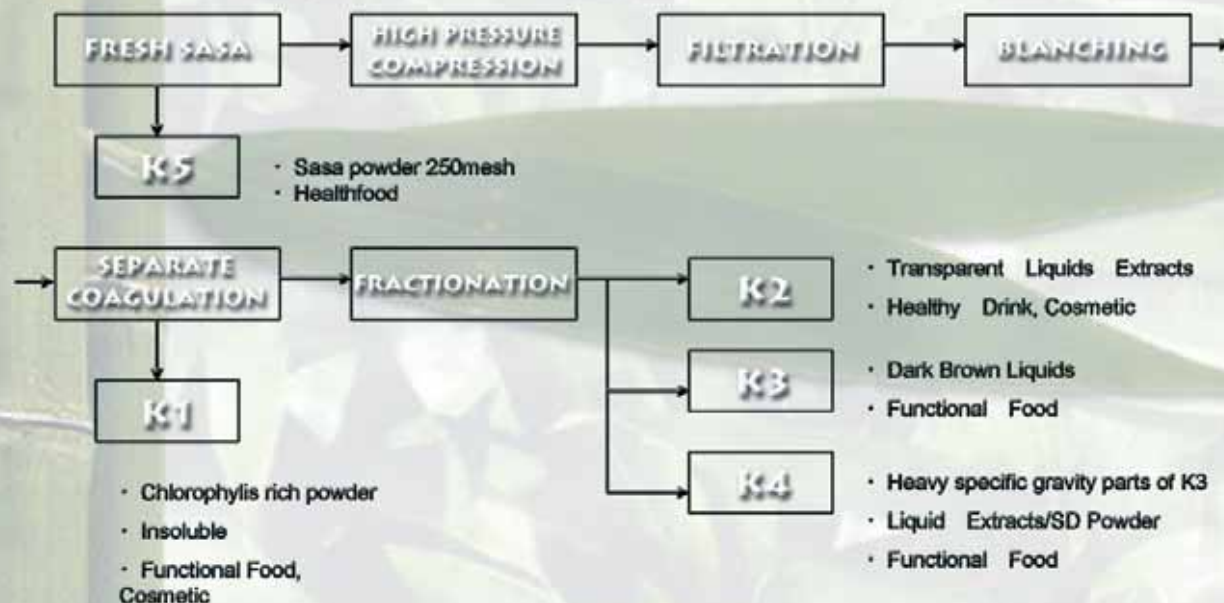 FRESH SASA
HIGH PRESSURE
COMPRESSION
FILTRATION
BLANCHING
K5
· Sasa powder 250mesh
· Healthfood
SEPARATE
COAGULATION
FRACTIONATION
K2
· Transparent Liquids Extracts
· Healthy Drink, Cosmetic
K3
· Dark Brown Liquids
· Functional Food
K1
K4
· Heavy specific gravity parts of K3
· Liquid Extracts/SD Powder
· Functional Food
· Chlorophylis rich powder
· Insoluble
· Functional Food,
Cosmetic